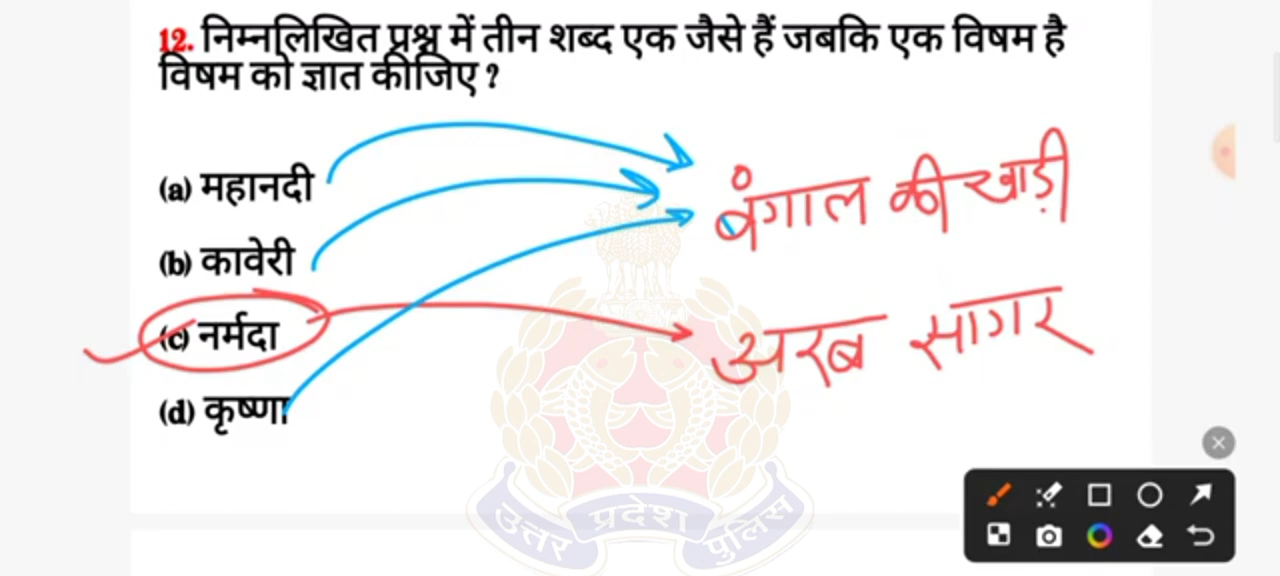 12. निम्नलिखित प्रश्न में तीन शब्द एक जैसे हैं जबकि एक विषम है
विषम को ज्ञात कीजिए ?
(a) महानदी
बंगाल की खाड़ी
(b) कावेरी
(c) नर्मदा
अरब सागर
(d) कृष्णा
उत्तर प्रदेश पुलिस